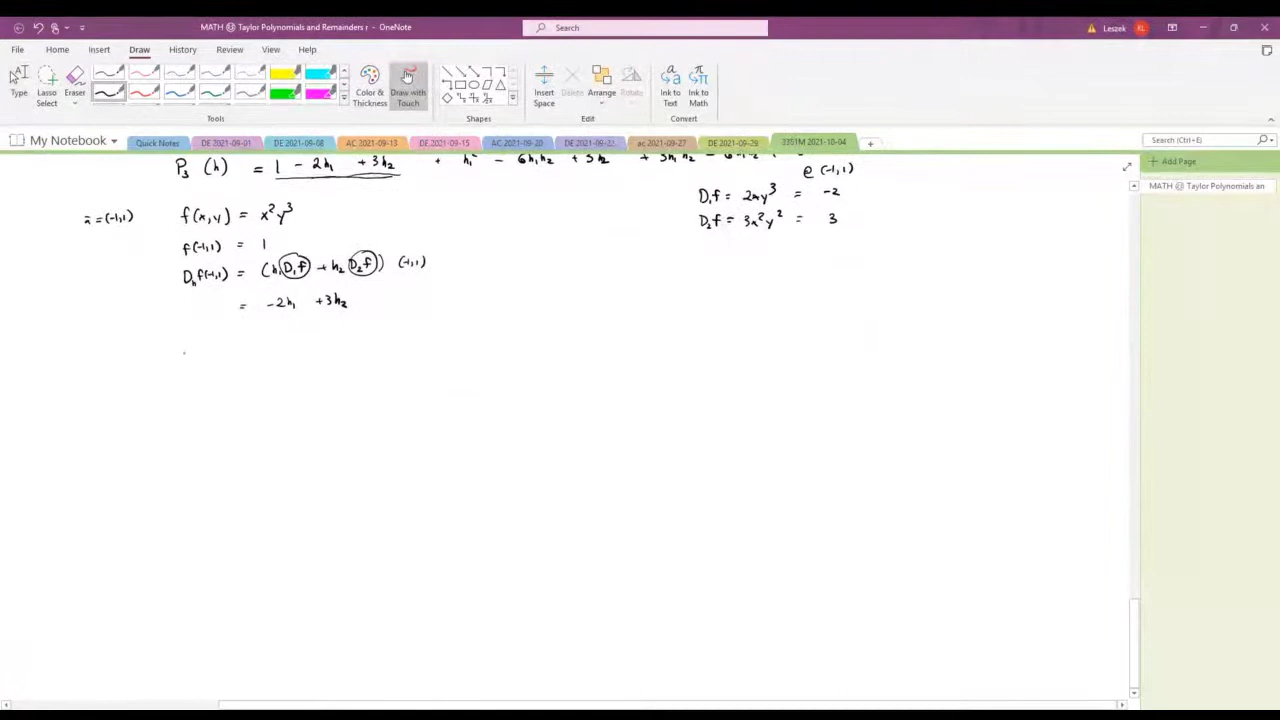 MATH @ Taylor Polynomials and Remainders r - OneNote
Search
Leszek
KL
File Home Insert Draw History Review View Help
Type
Lasso Select
Eraser
Color & Thickness
Draw with Touch
Insert Space
Delete
Arrange
Rotate
Ink to Text
Ink to Math
Tools
Shapes
Edit
Convert
My Notebook
Quick Notes
DE 2021-09-01
DE 2021-09-08
AC 2021-09-13
DE 2021-09-15
AC 2021-09-20
DE 2021-09-22
ac 2021-09-27
DE 2021-09-29
3351M 2021-10-04
Search (Ctrl+E)
Add Page
MATH @ Taylor Polynomials an
P₃ (h) = 1 - 2h₁ + 3h₂
@ (-1,1)
D₁f = 2xy³ = -2
D₂f = 3x²y² = 3
a = (-1,1)
f(x,y) = x²y³
f(-1,1) = 1
Dₕf(-1,1) = (h₁D₁f + h₂D₂f) (-1,1)
= -2h₁ + 3h₂